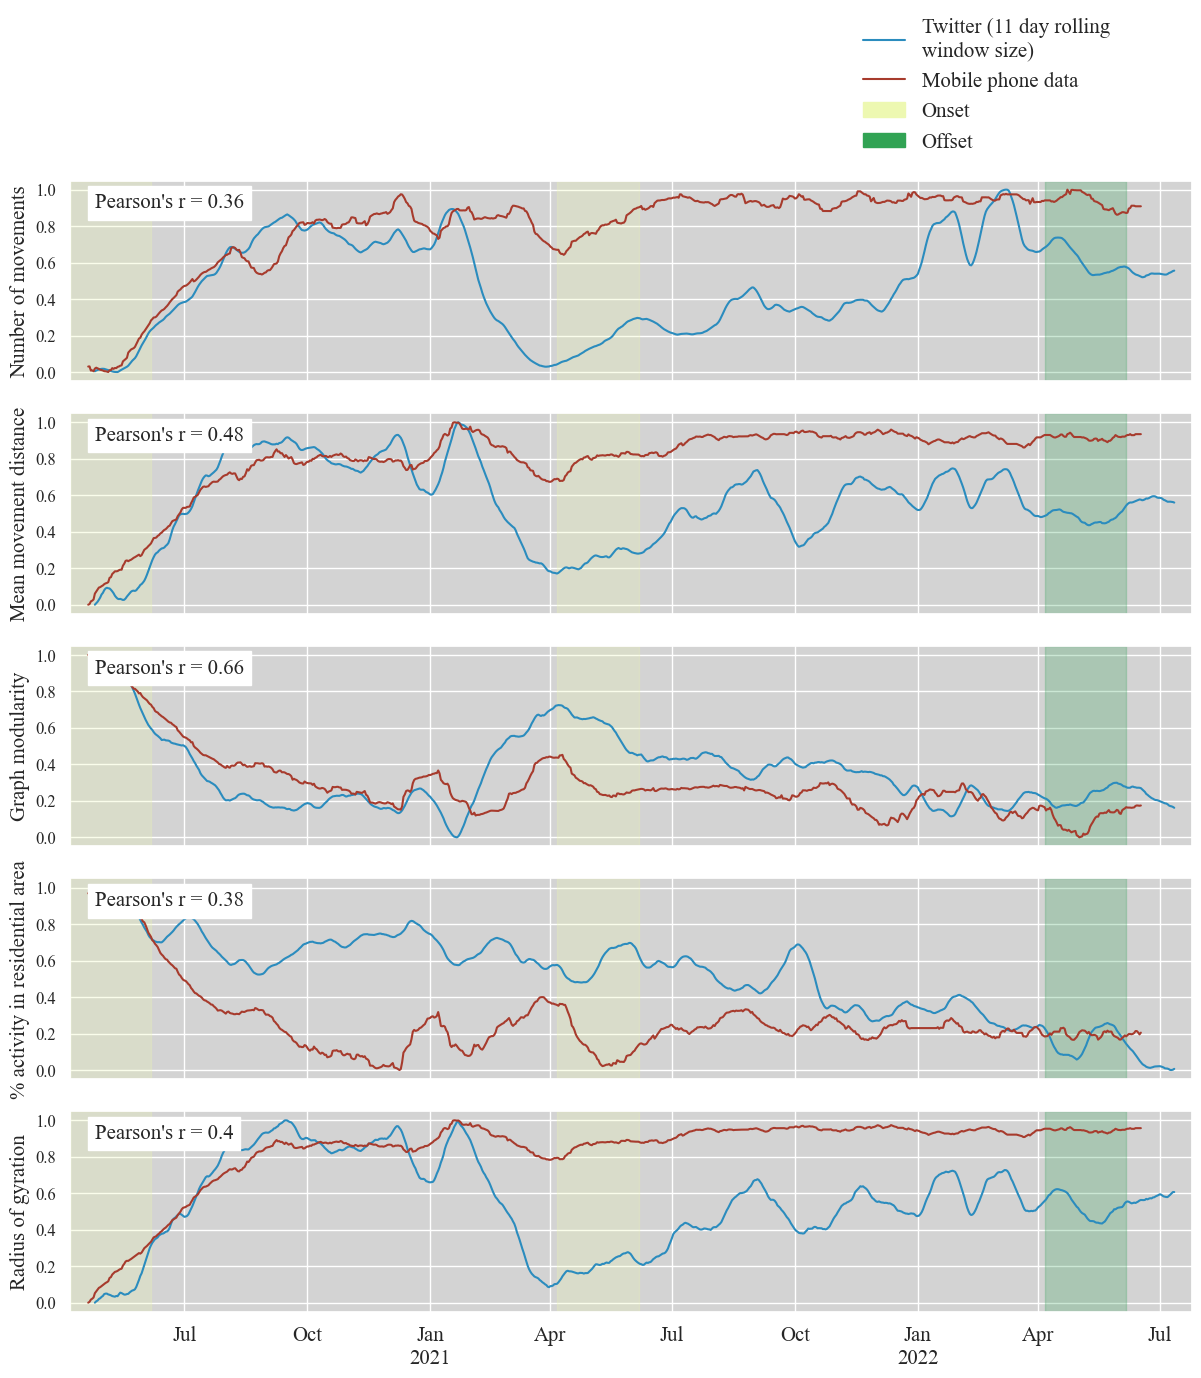 Twitter (11 day rolling
window size)
Mobile phone data
Onset
Offset
Number of movements
1.0
0.8
0.6
0.4
0.2
0.0
Pearson's r = 0.36
Mean movement distance
1.0
0.8
0.6
0.4
0.2
0.0
Pearson's r = 0.48
Graph modularity
1.0
0.8
0.6
0.4
0.2
0.0
Pearson's r = 0.66
% activity in residential area
1.0
0.8
0.6
0.4
0.2
0.0
Pearson's r = 0.38
Radius of gyration
1.0
0.8
0.6
0.4
0.2
0.0
Pearson's r = 0.4
Jul Oct Jan Apr Jul Oct Jan Apr Jul
2021 2022